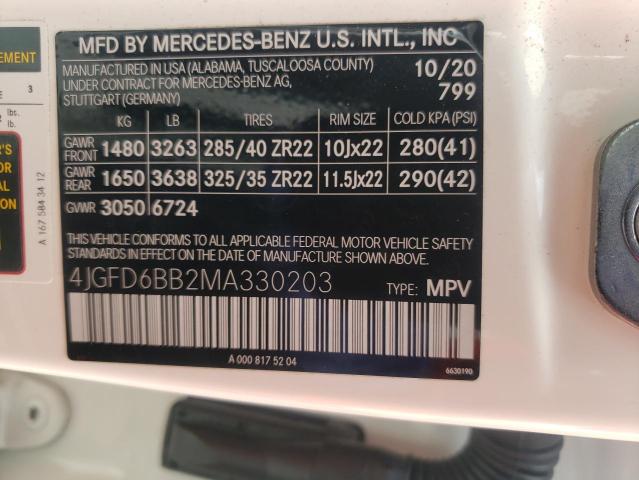 MFD BY MERCEDES-BENZ U.S. INTL., INC
MANUFACTURED IN USA (ALABAMA, TUSCALOOSA COUNTY) 10/20
UNDER CONTRACT FOR MERCEDES-BENZ AG, 799
STUTTGART (GERMANY)
KG LB TIRES RIM SIZE COLD KPA (PSI)
GAWR FRONT 1480 3263 285/40 ZR22 10Jx22 280(41)
GAWR REAR 1650 3638 325/35 ZR22 11.5Jx22 290(42)
GVWR 3050 6724
THIS VEHICLE CONFORMS TO ALL APPLICABLE FEDERAL MOTOR VEHICLE SAFETY
STANDARDS IN EFFECT ON THE DATE OF MANUFACTURE SHOWN ABOVE.
4JGFD6BB2MA330203 TYPE: MPV
A 000 817 52 04
6630190
EMENT
E 3
lbs.
lb.
A 167 584 34 12